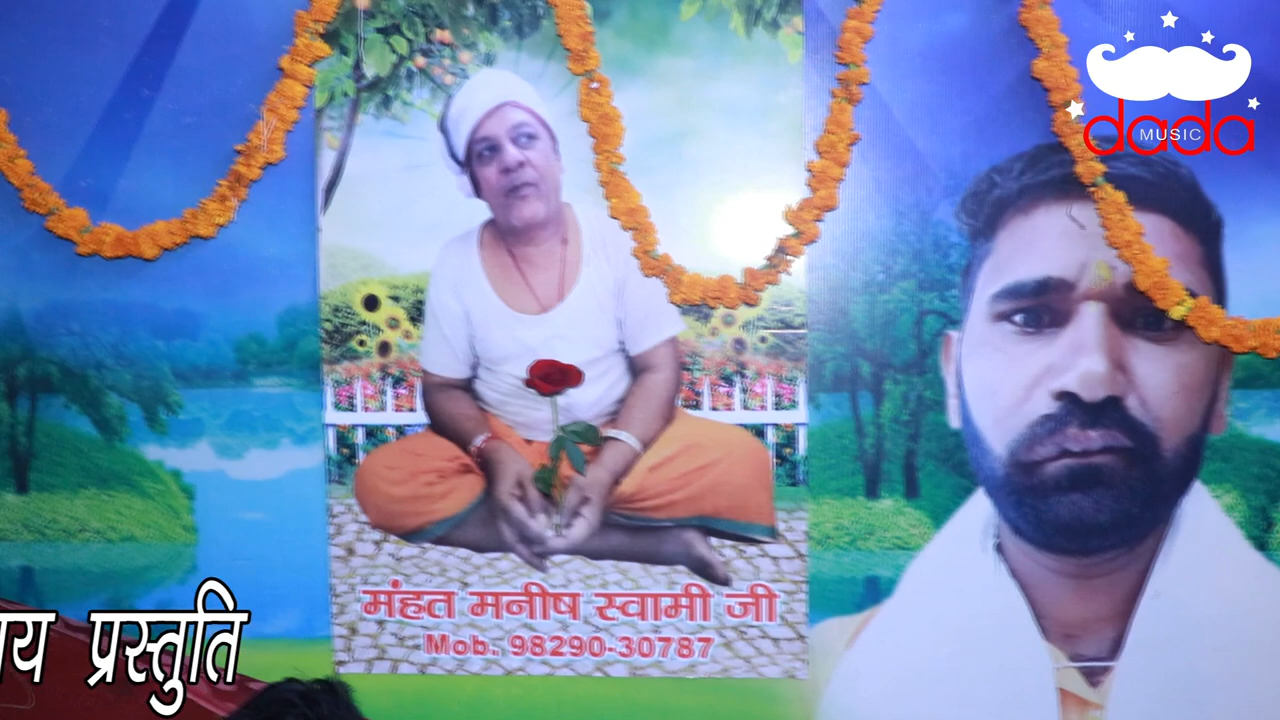 dada
MUSIC
मंहत मनीष स्वामी जी
Mob. 98290-30787
प्रस्तुति